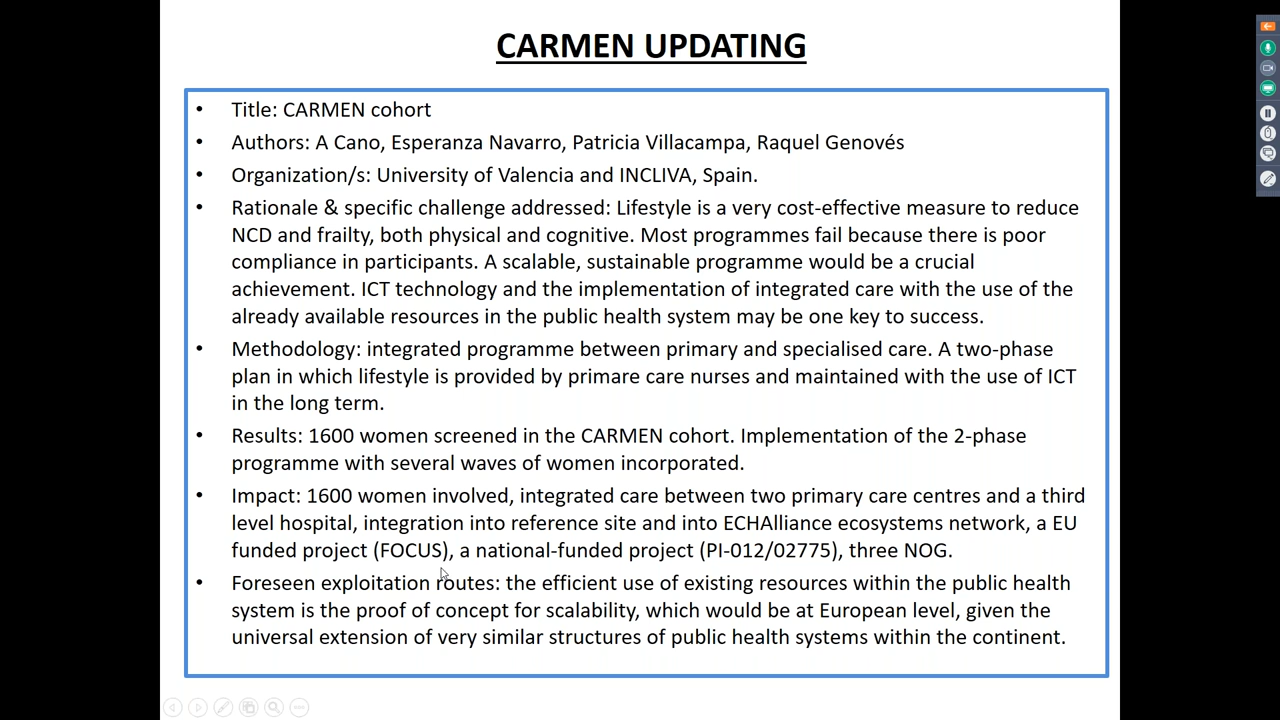 CARMEN UPDATING
• Title: CARMEN cohort
• Authors: A Cano, Esperanza Navarro, Patricia Villacampa, Raquel Genovés
• Organization/s: University of Valencia and INCLIVA, Spain.
• Rationale & specific challenge addressed: Lifestyle is a very cost-effective measure to reduce
NCD and frailty, both physical and cognitive. Most programmes fail because there is poor
compliance in participants. A scalable, sustainable programme would be a crucial
achievement. ICT technology and the implementation of integrated care with the use of the
already available resources in the public health system may be one key to success.
• Methodology: integrated programme between primary and specialised care. A two-phase
plan in which lifestyle is provided by primare care nurses and maintained with the use of ICT
in the long term.
• Results: 1600 women screened in the CARMEN cohort. Implementation of the 2-phase
programme with several waves of women incorporated.
• Impact: 1600 women involved, integrated care between two primary care centres and a third
level hospital, integration into reference site and into ECHAlliance ecosystems network, a EU
funded project (FOCUS), a national-funded project (PI-012/02775), three NOG.
• Foreseen exploitation routes: the efficient use of existing resources within the public health
system is the proof of concept for scalability, which would be at European level, given the
universal extension of very similar structures of public health systems within the continent.